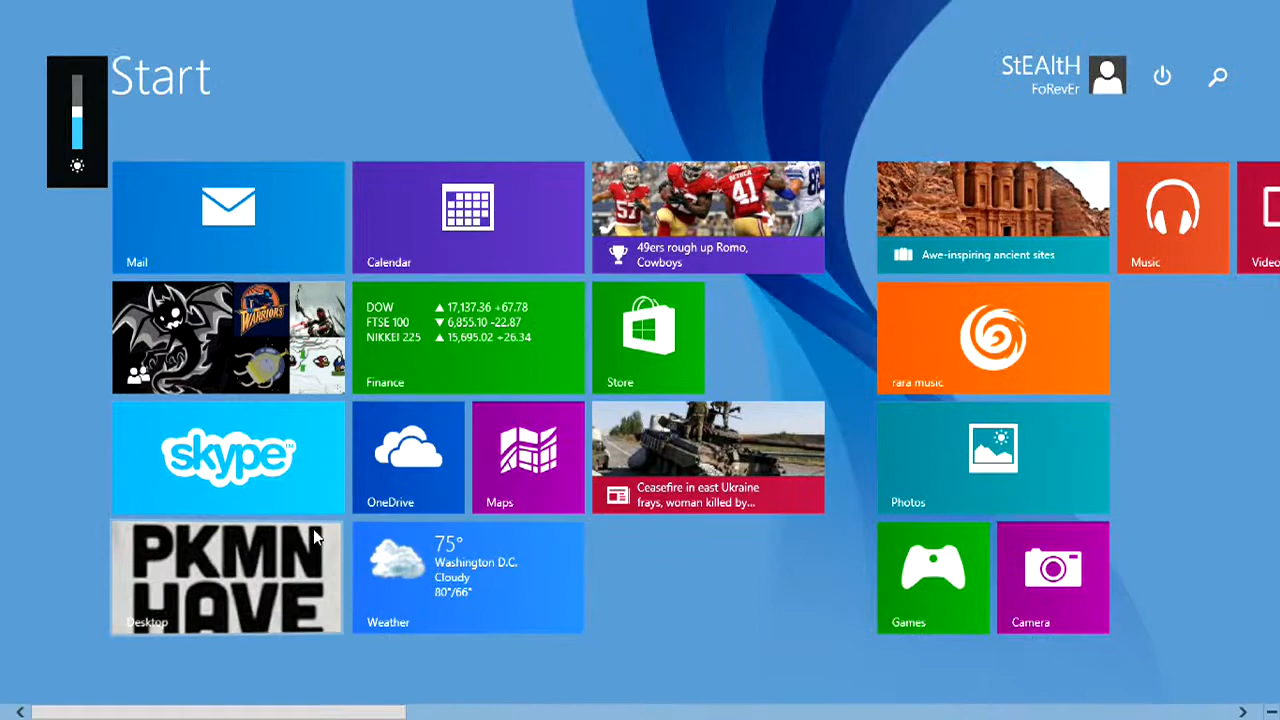 Start
StEAltH
FoRevEr
Mail
Calendar
49ers rough up Romo,
Cowboys
Awe-inspiring ancient sites
Music
Video
WARRIORS
DOW ▲ 17,137.36 +67.78
FTSE 100 ▼ 6,855.10 -22.87
NIKKEI 225 ▲ 15,695.02 +26.34
Finance
Store
rara music
skype
OneDrive
Maps
Ceasefire in east Ukraine
frays, woman killed by...
Photos
PKMN
HAVE
Desktop
75°
Washington D.C.
Cloudy
80°/66°
Weather
Games
Camera